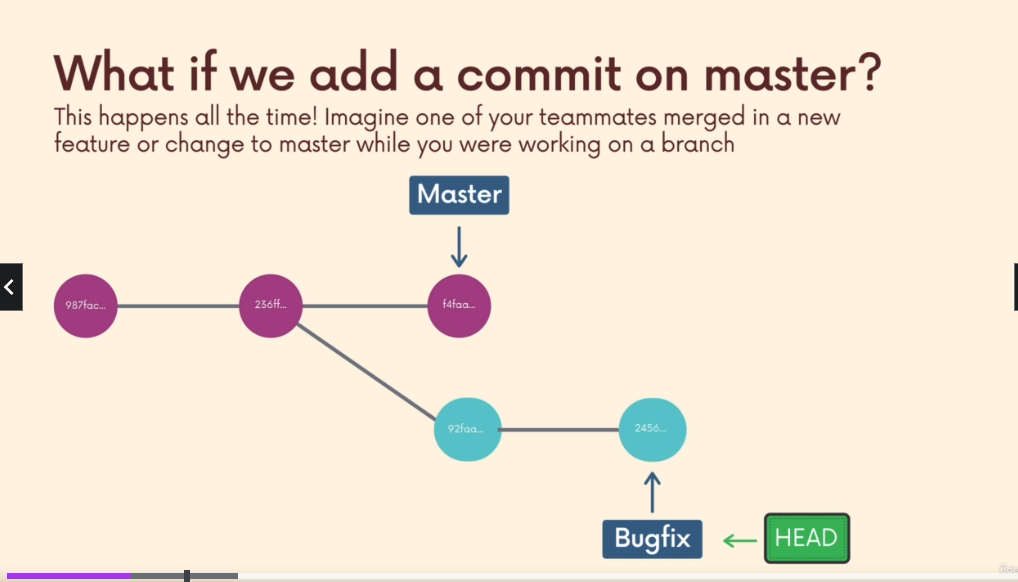 What if we add a commit on master?
This happens all the time! Imagine one of your teammates merged in a new
feature or change to master while you were working on a branch
Master
987fac...
236ff...
f4faa...
92faa...
2456...
Bugfix
HEAD